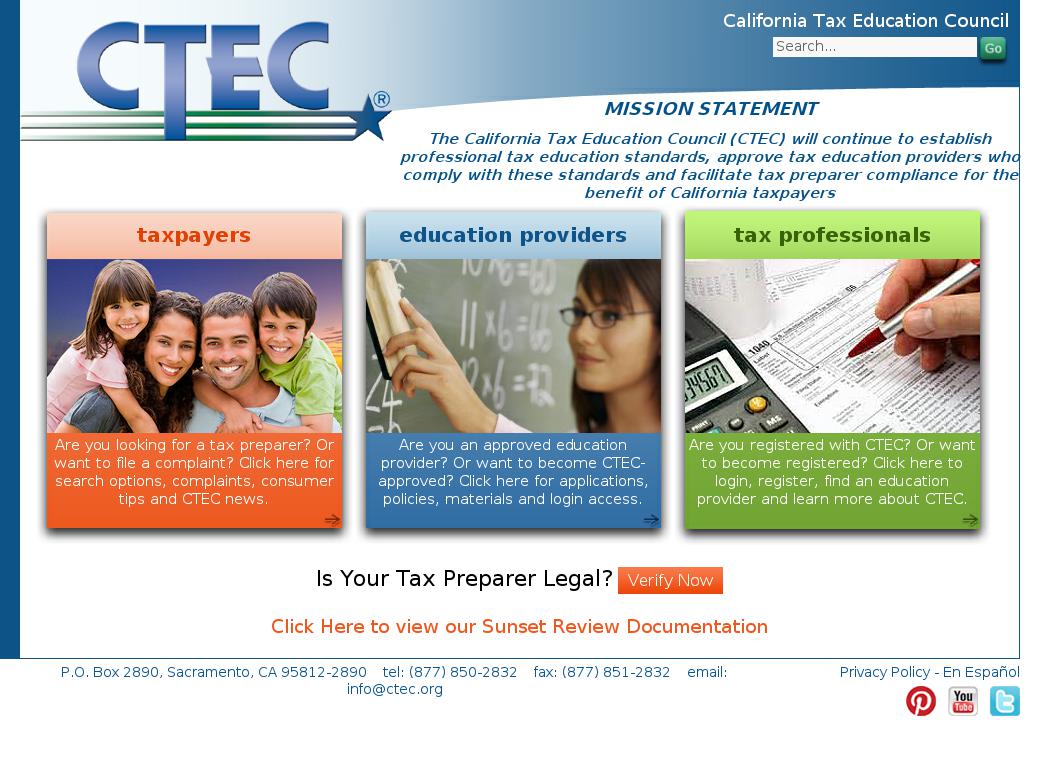 CTEC®
California Tax Education Council
Search...
Go
MISSION STATEMENT
The California Tax Education Council (CTEC) will continue to establish
professional tax education standards, approve tax education providers who
comply with these standards and facilitate tax preparer compliance for the
benefit of California taxpayers
taxpayers
Are you looking for a tax preparer? Or
want to file a complaint? Click here for
search options, complaints, consumer
tips and CTEC news.
education providers
Are you an approved education
provider? Or want to become CTEC-
approved? Click here for applications,
policies, materials and login access.
tax professionals
1040
Label
Are you registered with CTEC? Or want
to become registered? Click here to
login, register, find an education
provider and learn more about CTEC.
Is Your Tax Preparer Legal? Verify Now
Click Here to view our Sunset Review Documentation
P.O. Box 2890, Sacramento, CA 95812-2890 tel: (877) 850-2832 fax: (877) 851-2832 email:
info@ctec.org
Privacy Policy - En Español
You
Tube